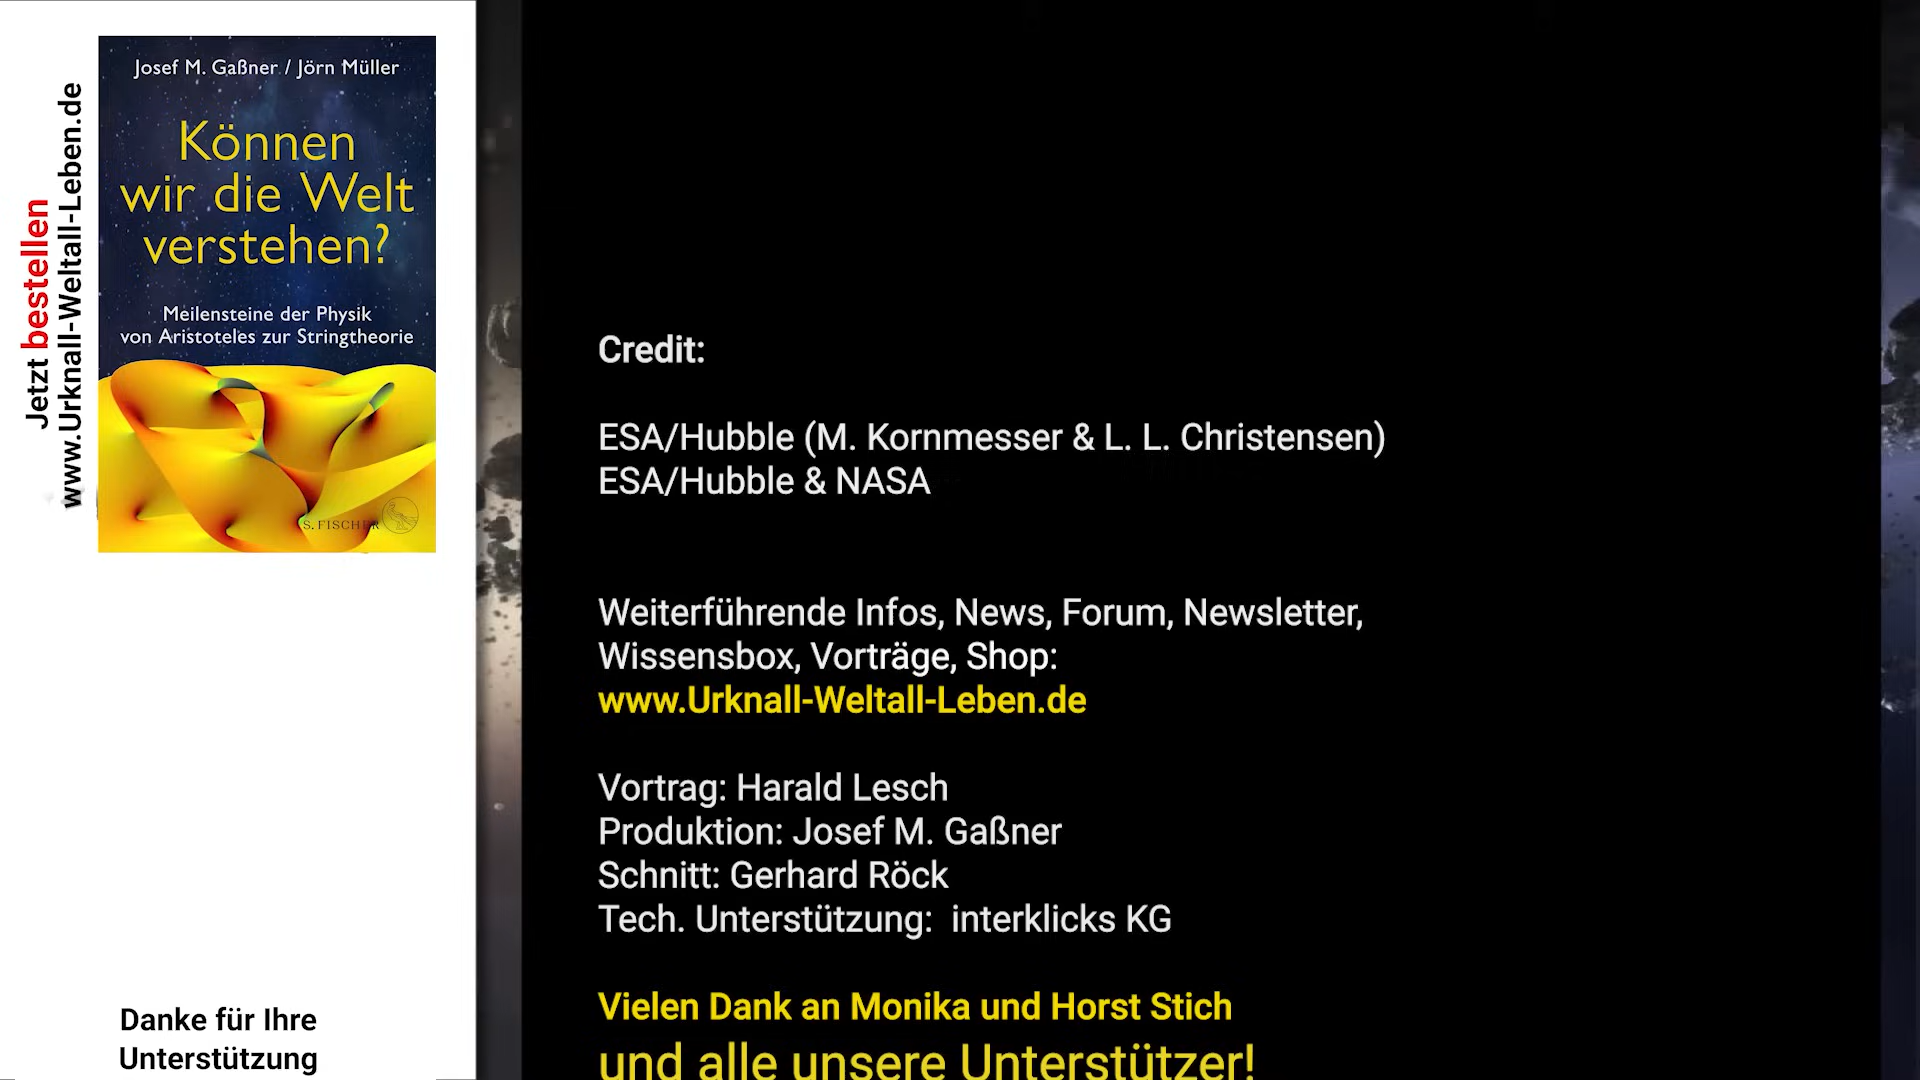 Jetzt bestellen
www.Urknall-Weltall-Leben.de
Josef M. Gaßner / Jörn Müller
Können
wir die Welt
verstehen?
Meilensteine der Physik
von Aristoteles zur Stringtheorie
S. FISCHER
Danke für Ihre
Unterstützung
Credit:
ESA/Hubble (M. Kornmesser & L. L. Christensen)
ESA/Hubble & NASA
Weiterführende Infos, News, Forum, Newsletter,
Wissensbox, Vorträge, Shop:
www.Urknall-Weltall-Leben.de
Vortrag: Harald Lesch
Produktion: Josef M. Gaßner
Schnitt: Gerhard Röck
Tech. Unterstützung:  interklicks KG
Vielen Dank an Monika und Horst Stich
und alle unsere Unterstützer!